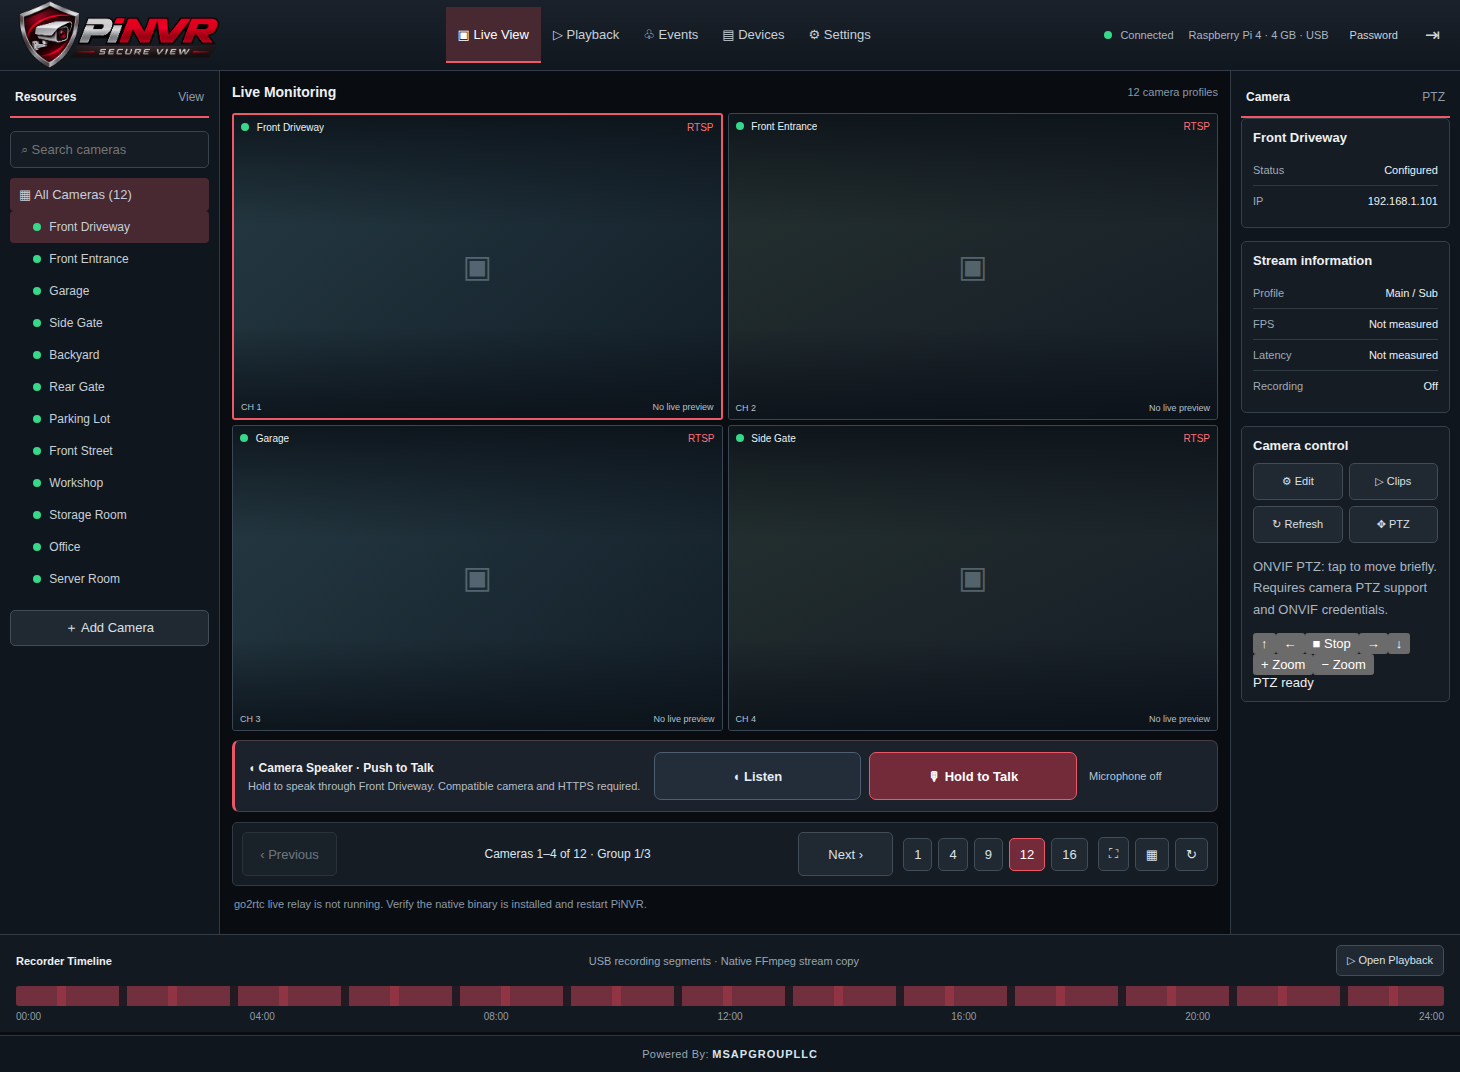 PiNVR
SECURE VIEW
Live View
Playback
Events
Devices
Settings
Connected
Raspberry Pi 4 · 4 GB · USB
Password
Resources
View
Search cameras
All Cameras (12)
Front Driveway
Front Entrance
Garage
Side Gate
Backyard
Rear Gate
Parking Lot
Front Street
Workshop
Storage Room
Office
Server Room
+ Add Camera
Live Monitoring
12 camera profiles
Front Driveway
RTSP
CH 1
No live preview
Front Entrance
RTSP
CH 2
No live preview
Garage
RTSP
CH 3
No live preview
Side Gate
RTSP
CH 4
No live preview
Camera Speaker · Push to Talk
Hold to speak through Front Driveway. Compatible camera and HTTPS required.
Listen
Hold to Talk
Microphone off
‹ Previous
Cameras 1–4 of 12 · Group 1/3
Next ›
1
4
9
12
16
go2rtc live relay is not running. Verify the native binary is installed and restart PiNVR.
Camera
PTZ
Front Driveway
Status
Configured
IP
192.168.1.101
Stream information
Profile
Main / Sub
FPS
Not measured
Latency
Not measured
Recording
Off
Camera control
Edit
Clips
Refresh
PTZ
ONVIF PTZ: tap to move briefly.
Requires camera PTZ support
and ONVIF credentials.
↑ ← ■ Stop → ↓
+ Zoom − Zoom
PTZ ready
Recorder Timeline
USB recording segments · Native FFmpeg stream copy
Open Playback
00:00
04:00
08:00
12:00
16:00
20:00
24:00
Powered By: MSAPGROUPLLC